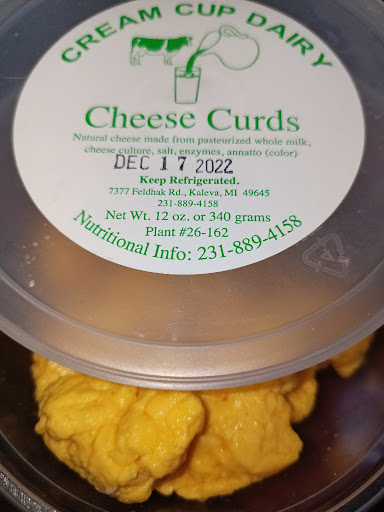 CREAM CUP DAIRY
Cheese Curds
Natural cheese made from pasteurized whole milk,
cheese culture, salt, enzymes, annatto (color)
DEC 17 2022
Keep Refrigerated.
7377 Feldhak Rd., Kaleva, MI 49645
231-889-4158
Net Wt. 12 oz. or 340 grams
Plant #26-162
Nutritional Info: 231-889-4158